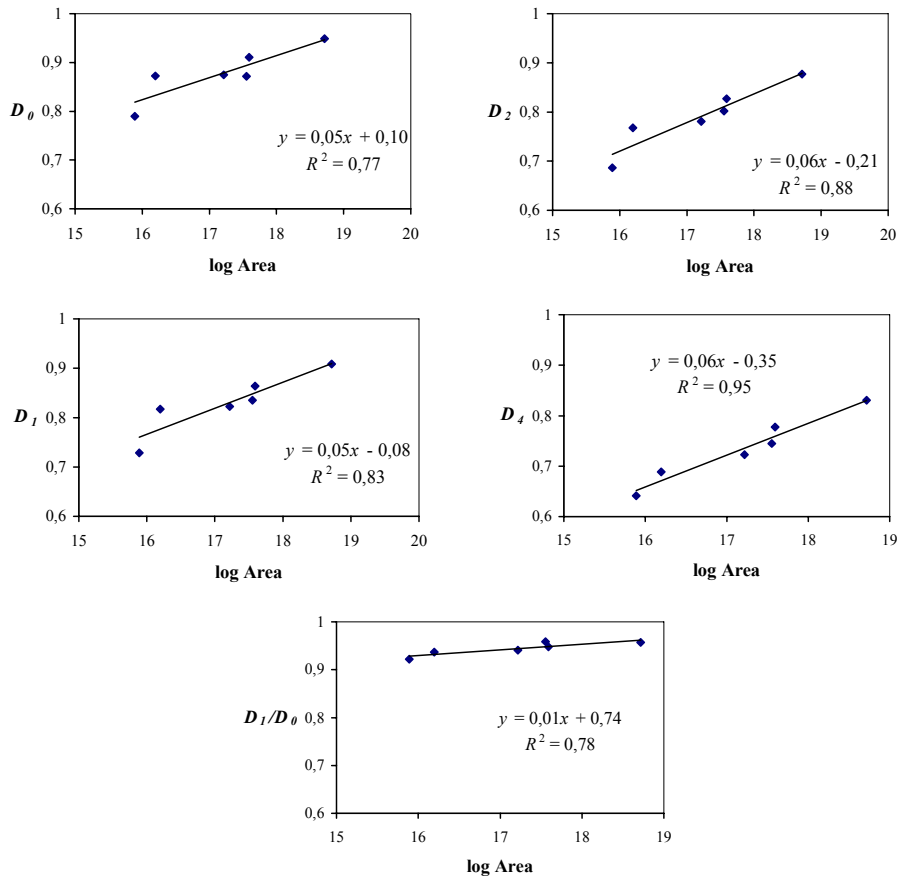 1
0,9
0,8
0,7
0,6
D0
y = 0,05x + 0,10
R2 = 0,77
15 16 17 18 19 20
log Area
1
0,9
0,8
0,7
0,6
D2
y = 0,06x - 0,21
R2 = 0,88
15 16 17 18 19 20
log Area
1
0,9
0,8
0,7
0,6
D1
y = 0,05x - 0,08
R2 = 0,83
15 16 17 18 19 20
log Area
1
0,9
0,8
0,7
0,6
D4
y = 0,06x - 0,35
R2 = 0,95
15 16 17 18 19
log Area
1
0,9
0,8
0,7
0,6
D1/D0
y = 0,01x + 0,74
R2 = 0,78
15 16 17 18 19
log Area